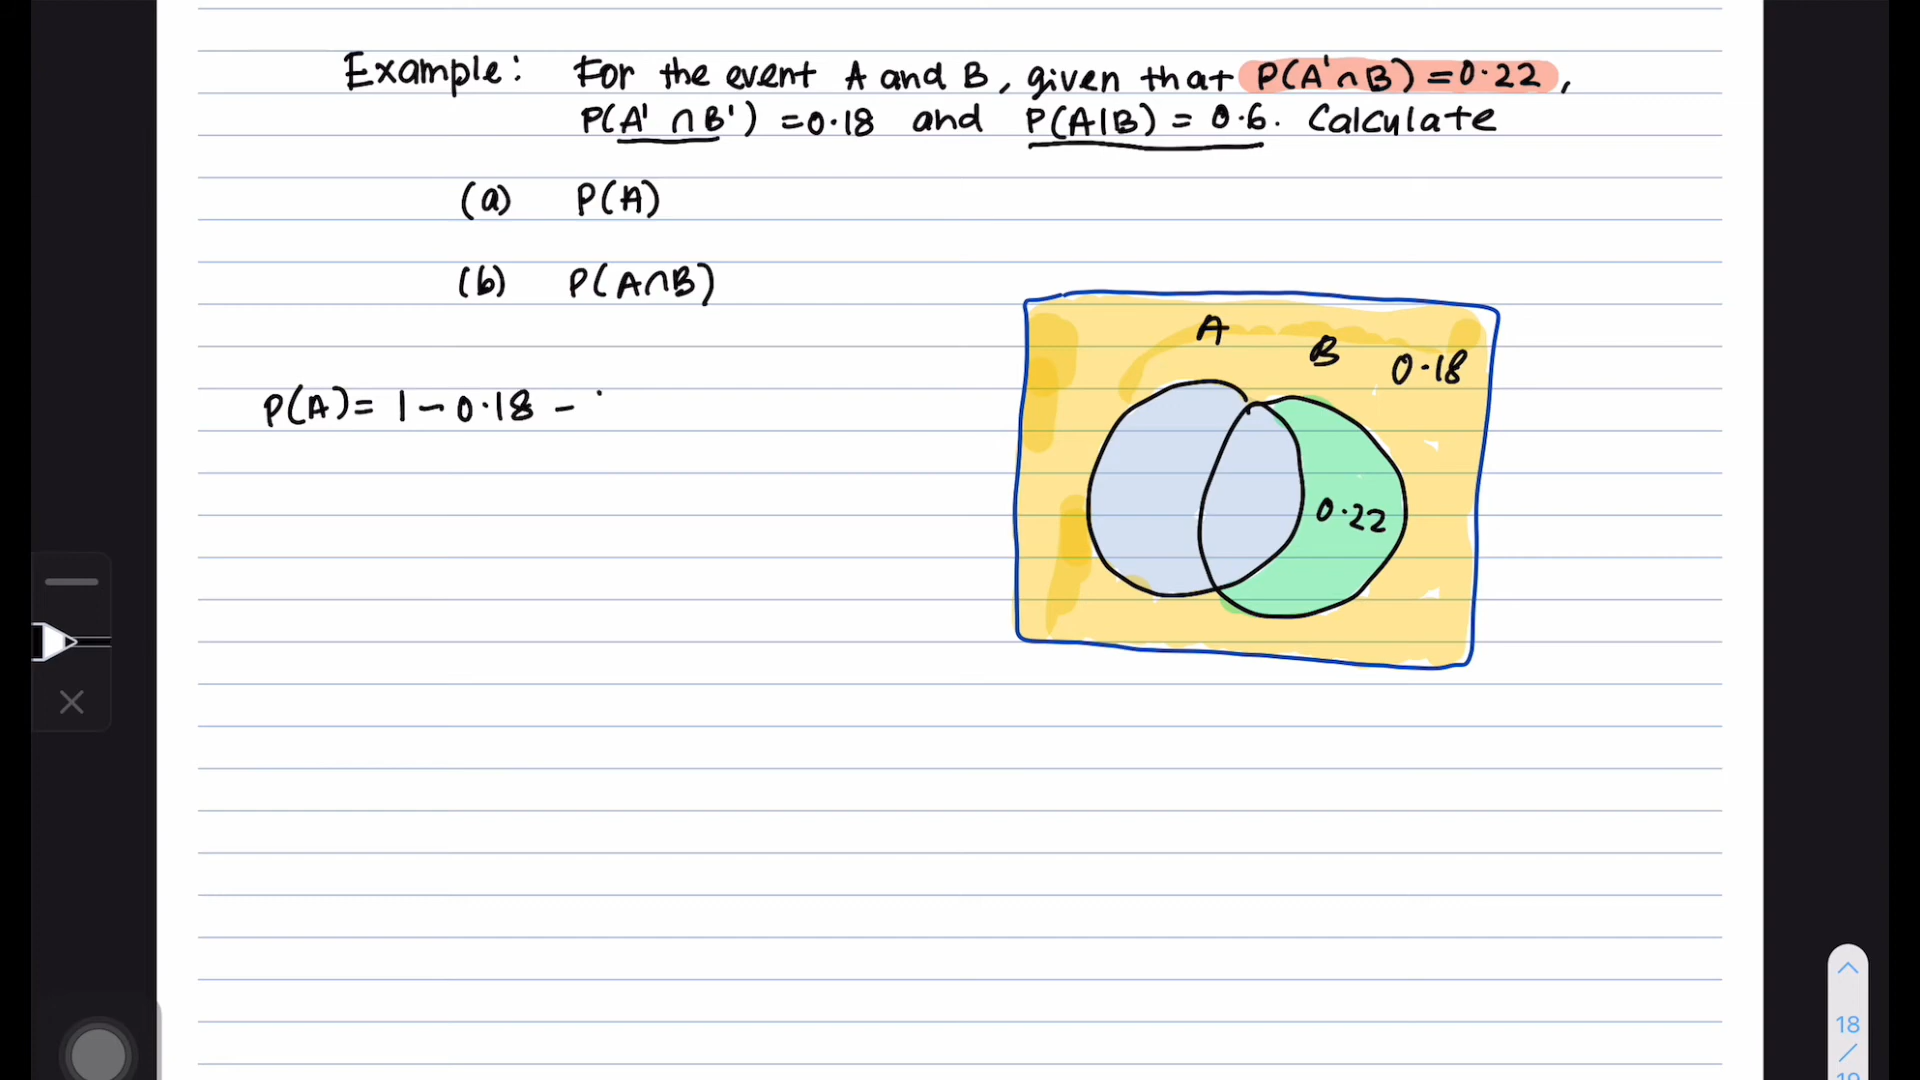 Example: For the event A and B, given that P(A'∩B) = 0.22,
P(A' ∩ B') = 0.18 and P(A|B) = 0.6. Calculate
(a) P(A)
(b) P(A∩B)
A
B
0.18
P(A) = 1 - 0.18 -
0.22
18
/